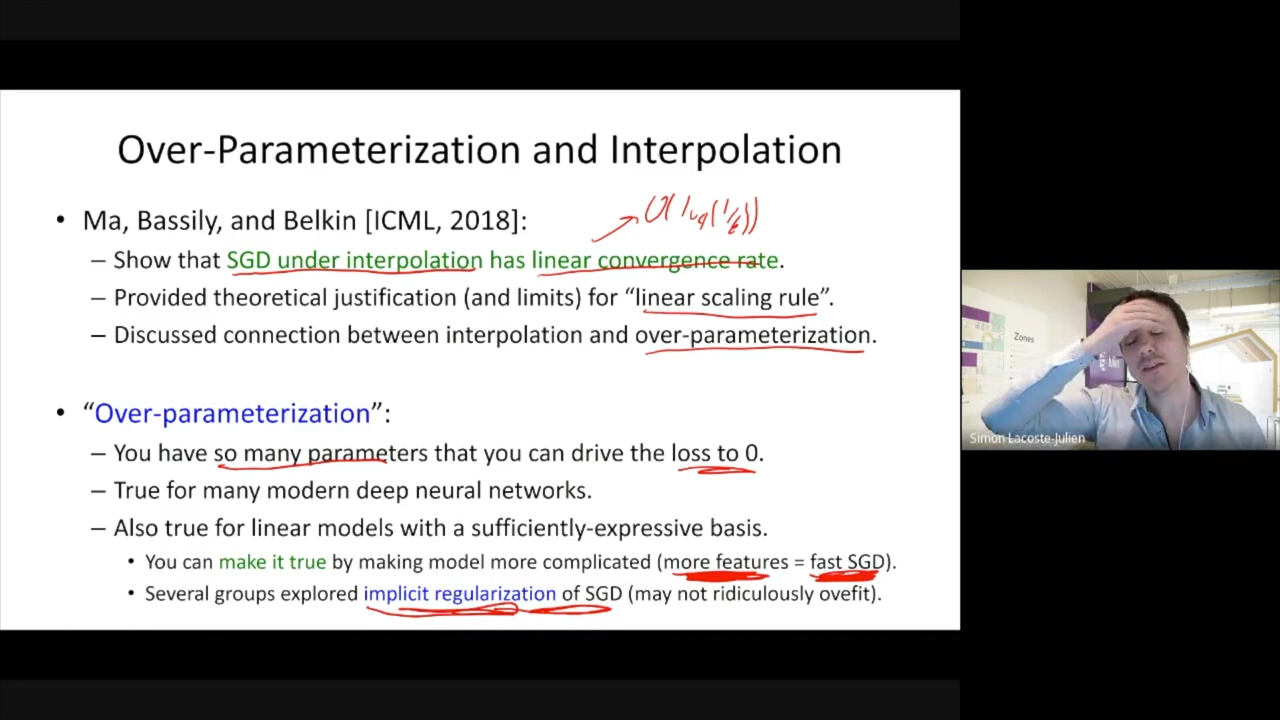 Over-Parameterization and Interpolation
O( log(1/ε))
• Ma, Bassily, and Belkin [ICML, 2018]:
– Show that SGD under interpolation has linear convergence rate.
– Provided theoretical justification (and limits) for “linear scaling rule”.
– Discussed connection between interpolation and over-parameterization.
• “Over-parameterization”:
– You have so many parameters that you can drive the loss to 0.
– True for many modern deep neural networks.
– Also true for linear models with a sufficiently-expressive basis.
• You can make it true by making model more complicated (more features = fast SGD).
• Several groups explored implicit regularization of SGD (may not ridiculously ovefit).
Zones
Simon Lacoste-Julien